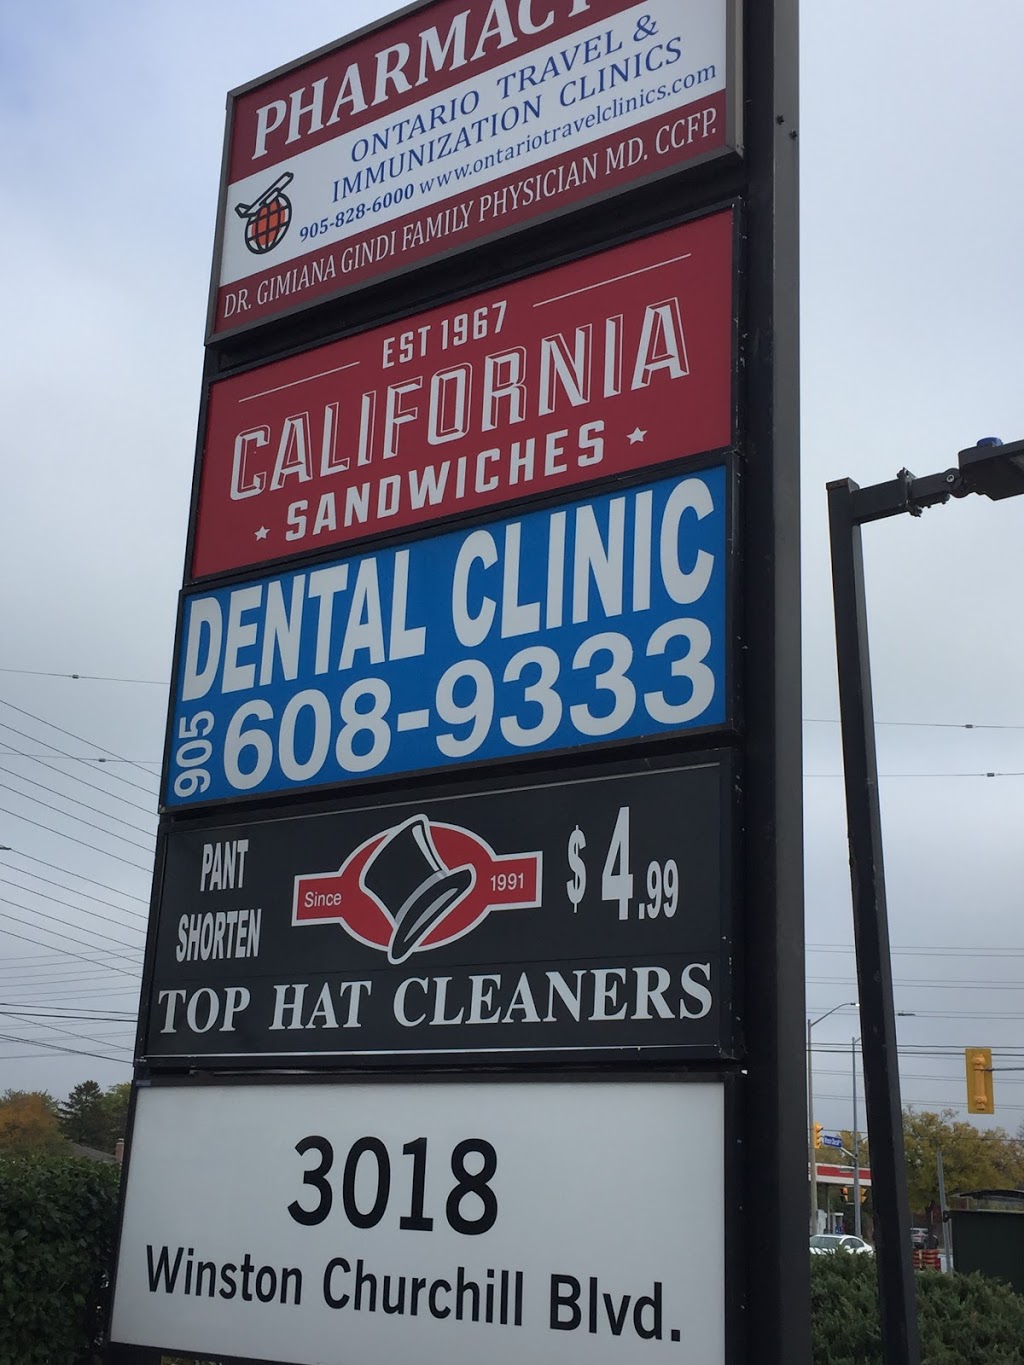 PHARMACY
ONTARIO TRAVEL &
IMMUNIZATION CLINICS
905-828-6000 www.ontariotravelclinics.com
DR. GIMIANA GINDI FAMILY PHYSICIAN MD. CCFP.
EST 1967
CALIFORNIA
SANDWICHES
DENTAL CLINIC
905 608-9333
PANT
SHORTEN
Since 1991
$4.99
TOP HAT CLEANERS
3018
Winston Churchill Blvd.